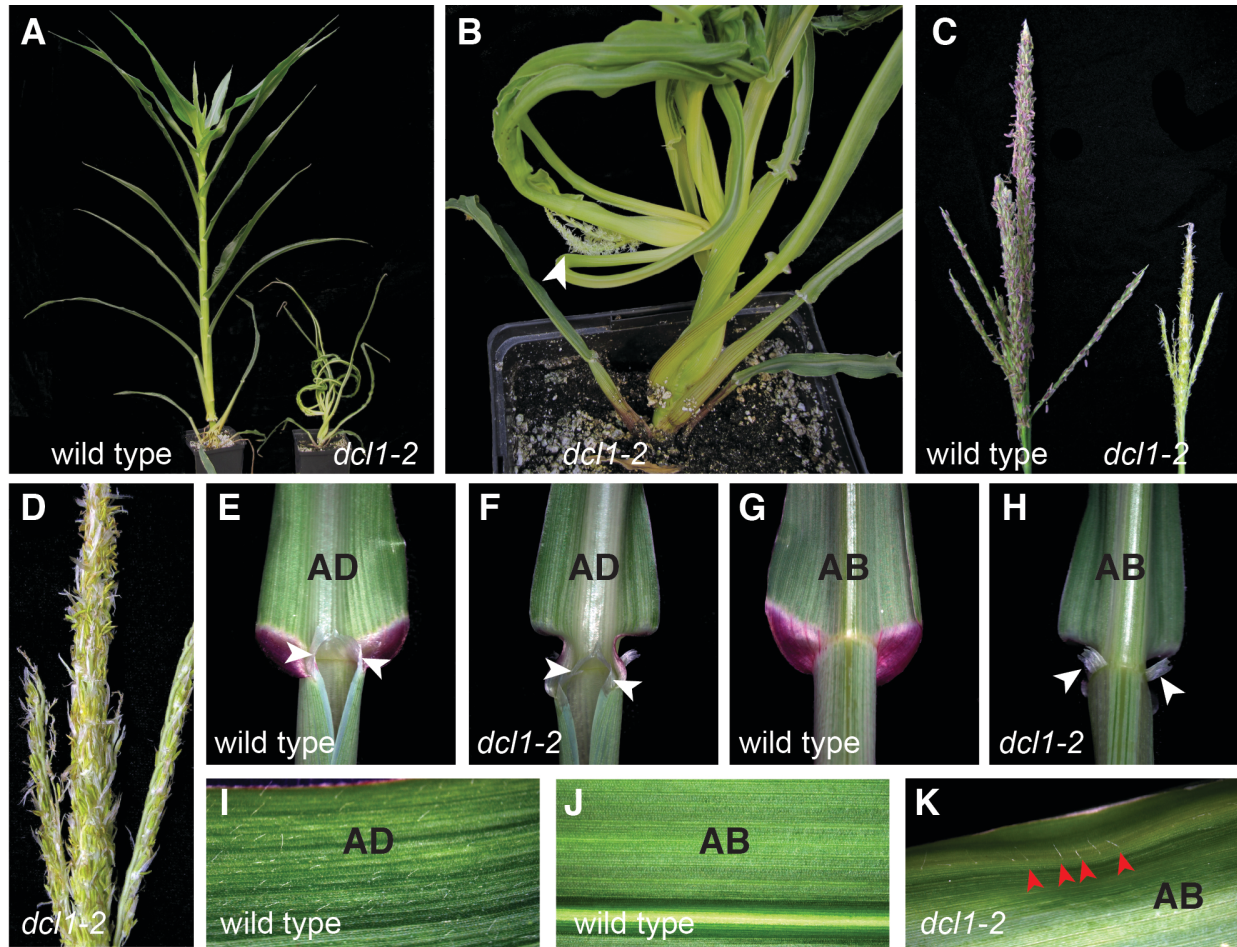 A
wild type
dcl1-2
B
dcl1-2
C
wild type
dcl1-2
D
dcl1-2
E
AD
wild type
F
AD
dcl1-2
G
AB
wild type
H
AB
dcl1-2
I
AD
wild type
J
AB
wild type
K
AB
dcl1-2